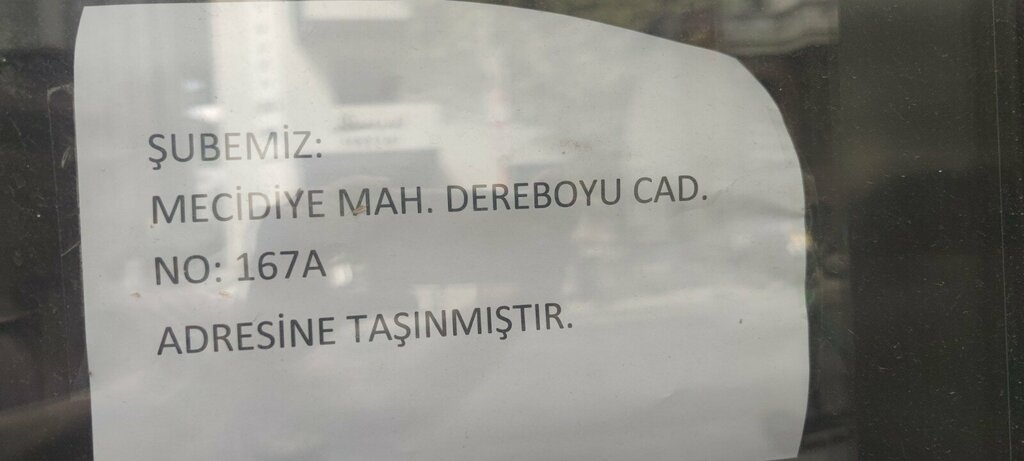 ŞUBEMİZ:
MECİDİYE MAH. DEREBOYU CAD.
NO: 167A
ADRESİNE TAŞINMIŞTIR.